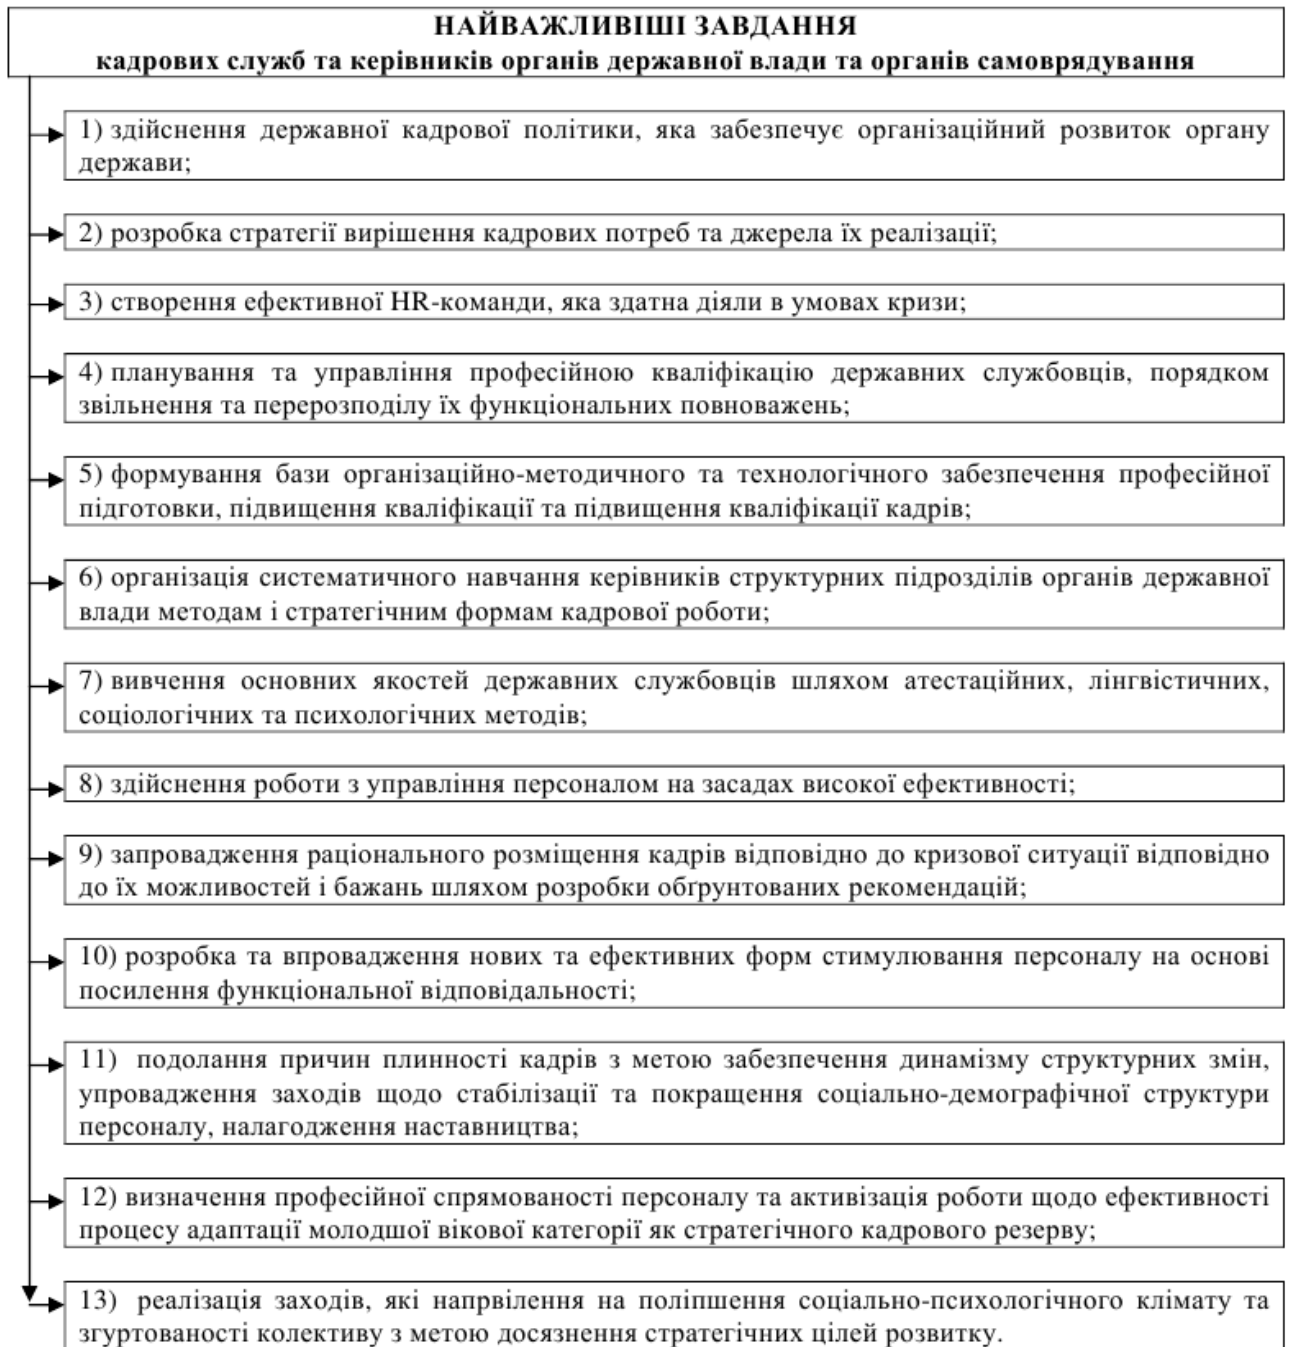 НАЙВАЖЛИВІШІ ЗАВДАННЯ
кадрових служб та керівників органів державної влади та органів самоврядування
1) здійснення державної кадрової політики, яка забезпечує організаційний розвиток органу
держави;
2) розробка стратегії вирішення кадрових потреб та джерела їх реалізації;
3) створення ефективної HR-команди, яка здатна діяли в умовах кризи;
4) планування та управління професійною кваліфікацію державних службовців, порядком
звільнення та перерозподілу їх функціональних повноважень;
5) формування бази організаційно-методичного та технологічного забезпечення професійної
підготовки, підвищення кваліфікації та підвищення кваліфікації кадрів;
6) організація систематичного навчання керівників структурних підрозділів органів державної
влади методам і стратегічним формам кадрової роботи;
7) вивчення основних якостей державних службовців шляхом атестаційних, лінгвістичних,
соціологічних та психологічних методів;
8) здійснення роботи з управління персоналом на засадах високої ефективності;
9) запровадження раціонального розміщення кадрів відповідно до кризової ситуації відповідно
до їх можливостей і бажань шляхом розробки обґрунтованих рекомендацій;
10) розробка та впровадження нових та ефективних форм стимулювання персоналу на основі
посилення функціональної відповідальності;
11) подолання причин плинності кадрів з метою забезпечення динамізму структурних змін,
упровадження заходів щодо стабілізації та покращення соціально-демографічної структури
персоналу, налагодження наставництва;
12) визначення професійної спрямованості персоналу та активізація роботи щодо ефективності
процесу адаптації молодшої вікової категорії як стратегічного кадрового резерву;
13) реалізація заходів, які напрвілення на поліпшення соціально-психологічного клімату та
згуртованості колективу з метою досязнення стратегічних цілей розвитку.